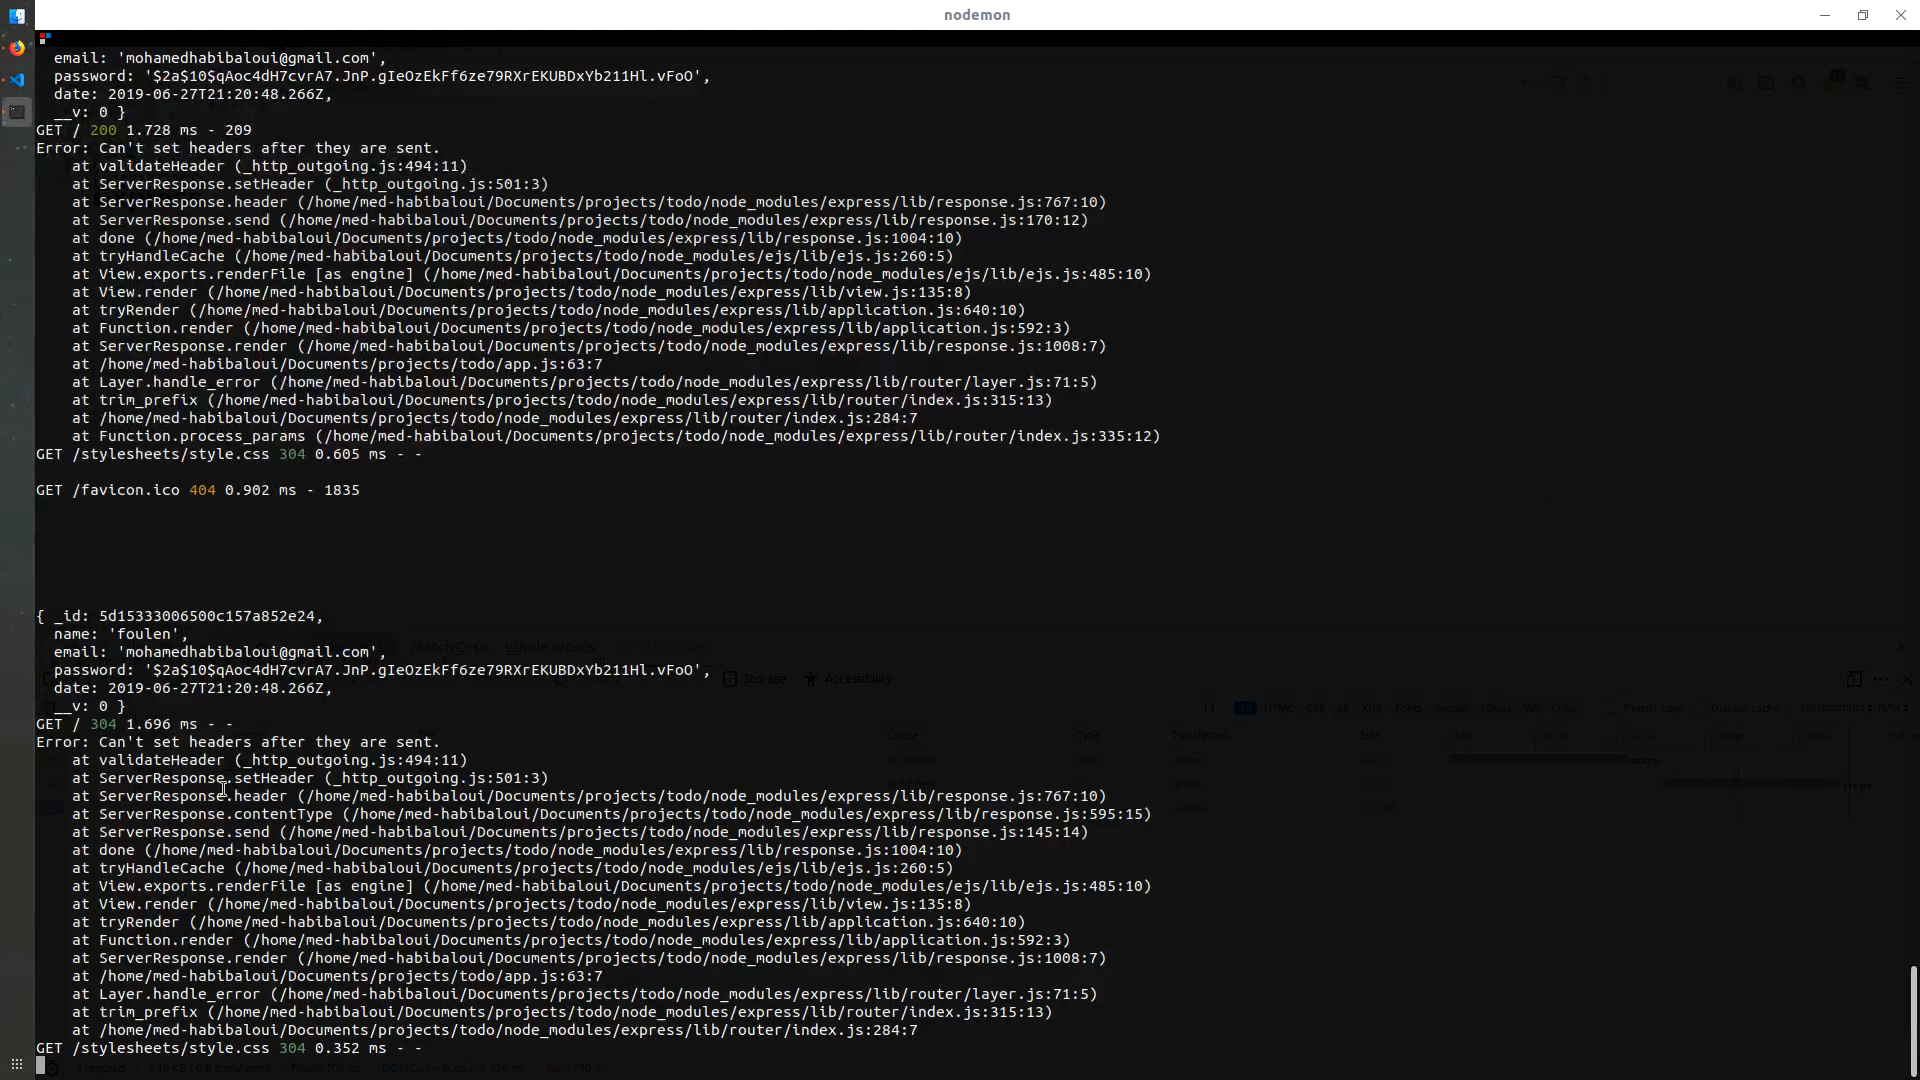 nodemon
email: 'mohamedhabibaloui@gmail.com',
password: '$2a$10$qAoc4dH7cvrA7.JnP.gIeOzEkFf6ze79RXrEKUBDxYb211Hl.vFoO',
date: 2019-06-27T21:20:48.266Z,
__v: 0 }
GET / 200 1.728 ms - 209
Error: Can't set headers after they are sent.
at validateHeader (_http_outgoing.js:494:11)
at ServerResponse.setHeader (_http_outgoing.js:501:3)
at ServerResponse.header (/home/med-habibaloui/Documents/projects/todo/node_modules/express/lib/response.js:767:10)
at ServerResponse.send (/home/med-habibaloui/Documents/projects/todo/node_modules/express/lib/response.js:170:12)
at done (/home/med-habibaloui/Documents/projects/todo/node_modules/express/lib/response.js:1004:10)
at tryHandleCache (/home/med-habibaloui/Documents/projects/todo/node_modules/ejs/lib/ejs.js:260:5)
at View.exports.renderFile [as engine] (/home/med-habibaloui/Documents/projects/todo/node_modules/ejs/lib/ejs.js:485:10)
at View.render (/home/med-habibaloui/Documents/projects/todo/node_modules/express/lib/view.js:135:8)
at tryRender (/home/med-habibaloui/Documents/projects/todo/node_modules/express/lib/application.js:640:10)
at Function.render (/home/med-habibaloui/Documents/projects/todo/node_modules/express/lib/application.js:592:3)
at ServerResponse.render (/home/med-habibaloui/Documents/projects/todo/node_modules/express/lib/response.js:1008:7)
at /home/med-habibaloui/Documents/projects/todo/app.js:63:7
at Layer.handle_error (/home/med-habibaloui/Documents/projects/todo/node_modules/express/lib/router/layer.js:71:5)
at trim_prefix (/home/med-habibaloui/Documents/projects/todo/node_modules/express/lib/router/index.js:315:13)
at /home/med-habibaloui/Documents/projects/todo/node_modules/express/lib/router/index.js:284:7
at Function.process_params (/home/med-habibaloui/Documents/projects/todo/node_modules/express/lib/router/index.js:335:12)
GET /stylesheets/style.css 304 0.605 ms - -
GET /favicon.ico 404 0.902 ms - 1835
{ _id: 5d15333006500c157a852e24,
name: 'foulen',
Match Case Whole Words
email: 'mohamedhabibaloui@gmail.com',
password: '$2a$10$qAoc4dH7cvrA7.JnP.gIeOzEkFf6ze79RXrEKUBDxYb211Hl.vFoO',
Storage Accessibility
date: 2019-06-27T21:20:48.266Z,
__v: 0 }
All HTML CSS JS XHR Fonts Images Media WS Other Persist Logs Disable cache No throttling HAR
GET / 304 1.696 ms - -
Cause Type Transferred Size
Error: Can't set headers after they are sent.
at validateHeader (_http_outgoing.js:494:11)
at ServerResponse.setHeader (_http_outgoing.js:501:3)
at ServerResponse.header (/home/med-habibaloui/Documents/projects/todo/node_modules/express/lib/response.js:767:10)
at ServerResponse.contentType (/home/med-habibaloui/Documents/projects/todo/node_modules/express/lib/response.js:595:15)
at ServerResponse.send (/home/med-habibaloui/Documents/projects/todo/node_modules/express/lib/response.js:145:14)
at done (/home/med-habibaloui/Documents/projects/todo/node_modules/express/lib/response.js:1004:10)
at tryHandleCache (/home/med-habibaloui/Documents/projects/todo/node_modules/ejs/lib/ejs.js:260:5)
at View.exports.renderFile [as engine] (/home/med-habibaloui/Documents/projects/todo/node_modules/ejs/lib/ejs.js:485:10)
at View.render (/home/med-habibaloui/Documents/projects/todo/node_modules/express/lib/view.js:135:8)
at tryRender (/home/med-habibaloui/Documents/projects/todo/node_modules/express/lib/application.js:640:10)
at Function.render (/home/med-habibaloui/Documents/projects/todo/node_modules/express/lib/application.js:592:3)
at ServerResponse.render (/home/med-habibaloui/Documents/projects/todo/node_modules/express/lib/response.js:1008:7)
at /home/med-habibaloui/Documents/projects/todo/app.js:63:7
at Layer.handle_error (/home/med-habibaloui/Documents/projects/todo/node_modules/express/lib/router/layer.js:71:5)
at trim_prefix (/home/med-habibaloui/Documents/projects/todo/node_modules/express/lib/router/index.js:315:13)
at /home/med-habibaloui/Documents/projects/todo/node_modules/express/lib/router/index.js:284:7
GET /stylesheets/style.css 304 0.352 ms - -
3 requests